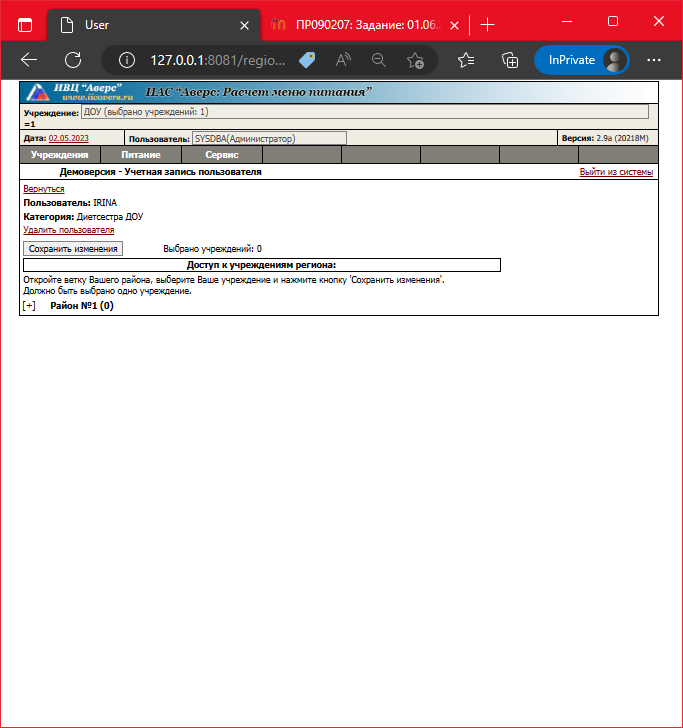 User
ПР090207: Задание: 01.06.
127.0.0.1:8081/regio...
InPrivate
ИВЦ "Аверс"
www.iicavers.ru
ИАС "Аверс: Расчет меню питания"
Учреждение: ДОУ (выбрано учреждений: 1)
=1
Дата: 02.05.2023
Пользователь: SYSDBA(Администратор)
Версия: 2.9a (20218M)
Учреждения Питание Сервис
Демоверсия - Учетная запись пользователя
Выйти из системы
Вернуться
Пользователь: IRINA
Категория: Диетсестра ДОУ
Удалить пользователя
Сохранить изменения Выбрано учреждений: 0
Доступ к учреждениям региона:
Откройте ветку Вашего района, выберите Ваше учреждение и нажмите кнопку 'Сохранить изменения'.
Должно быть выбрано одно учреждение.
[+] Район №1 (0)